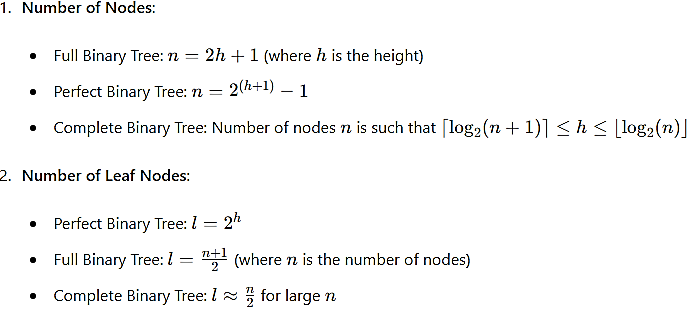 1. Number of Nodes:
• Full Binary Tree: n = 2h + 1 (where h is the height)
• Perfect Binary Tree: n = 2^(h+1) − 1
• Complete Binary Tree: Number of nodes n is such that ⌈log₂(n + 1)⌉ ≤ h ≤ ⌊log₂(n)⌋
2. Number of Leaf Nodes:
• Perfect Binary Tree: l = 2^h
• Full Binary Tree: l = (n+1)/2 (where n is the number of nodes)
• Complete Binary Tree: l ≈ n/2 for large n